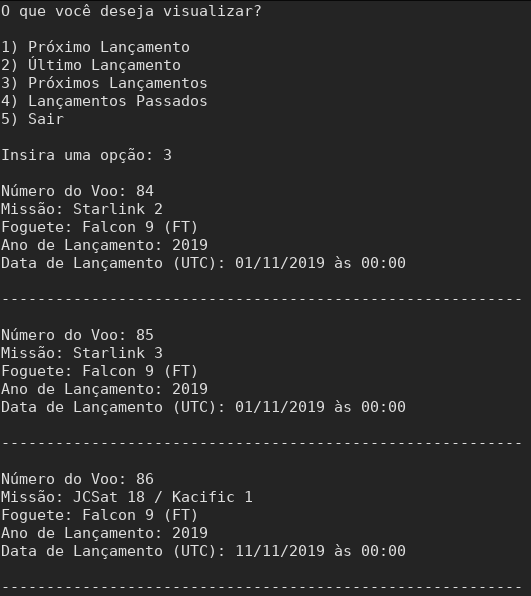 O que você deseja visualizar?
1) Próximo Lançamento
2) Último Lançamento
3) Próximos Lançamentos
4) Lançamentos Passados
5) Sair
Insira uma opção: 3
Número do Voo: 84
Missão: Starlink 2
Foguete: Falcon 9 (FT)
Ano de Lançamento: 2019
Data de Lançamento (UTC): 01/11/2019 às 00:00
----------------------------------------------------------
Número do Voo: 85
Missão: Starlink 3
Foguete: Falcon 9 (FT)
Ano de Lançamento: 2019
Data de Lançamento (UTC): 01/11/2019 às 00:00
----------------------------------------------------------
Número do Voo: 86
Missão: JCSat 18 / Kacific 1
Foguete: Falcon 9 (FT)
Ano de Lançamento: 2019
Data de Lançamento (UTC): 11/11/2019 às 00:00
----------------------------------------------------------